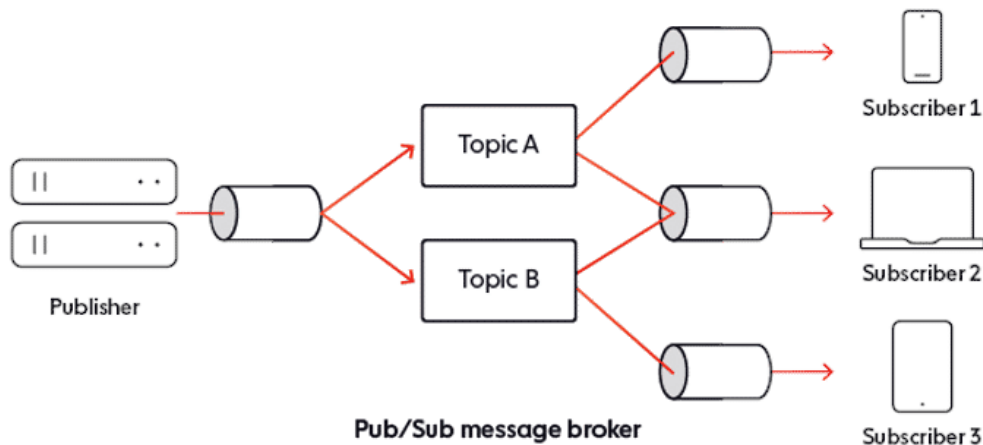 Subscriber 1
Topic A
Publisher
Topic B
Subscriber 2
Pub/Sub message broker
Subscriber 3